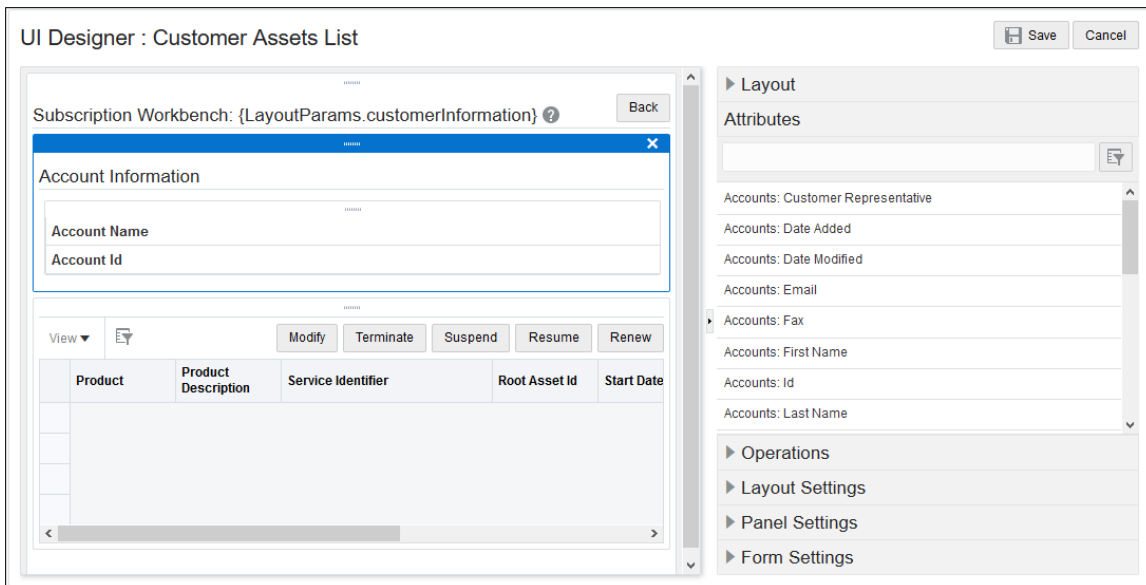 UI Designer : Customer Assets List
Save
Cancel
Subscription Workbench: {LayoutParams.customerInformation}
Back
Account Information
Account Name
Account Id
View
Modify
Terminate
Suspend
Resume
Renew
Product
Product Description
Service Identifier
Root Asset Id
Start Date
Layout
Attributes
Accounts: Customer Representative
Accounts: Date Added
Accounts: Date Modified
Accounts: Email
Accounts: Fax
Accounts: First Name
Accounts: Id
Accounts: Last Name
Operations
Layout Settings
Panel Settings
Form Settings